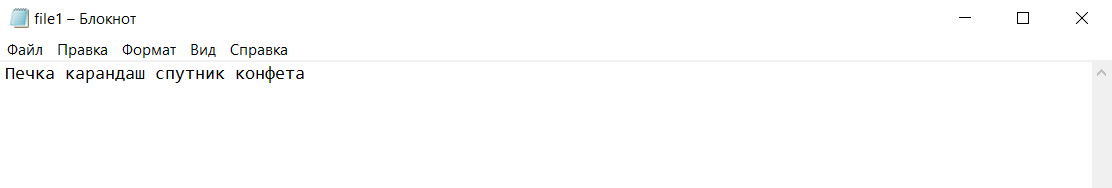 file1 – Блокнот
Файл Правка Формат Вид Справка
Печка карандаш спутник конфета